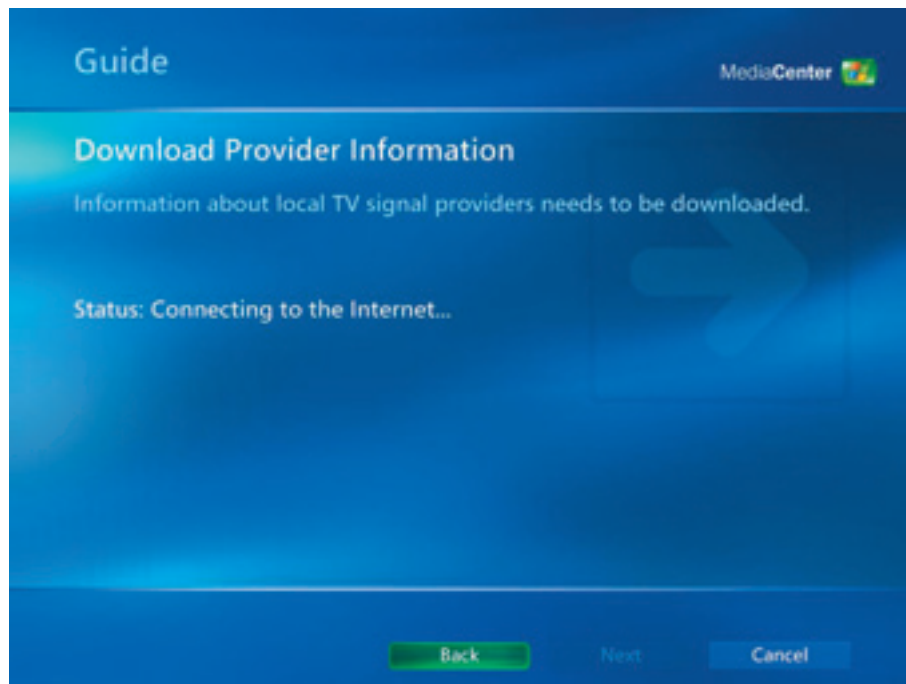 Guide
MediaCenter
Download Provider Information
Information about local TV signal providers needs to be downloaded.
Status: Connecting to the Internet...
Back Next Cancel